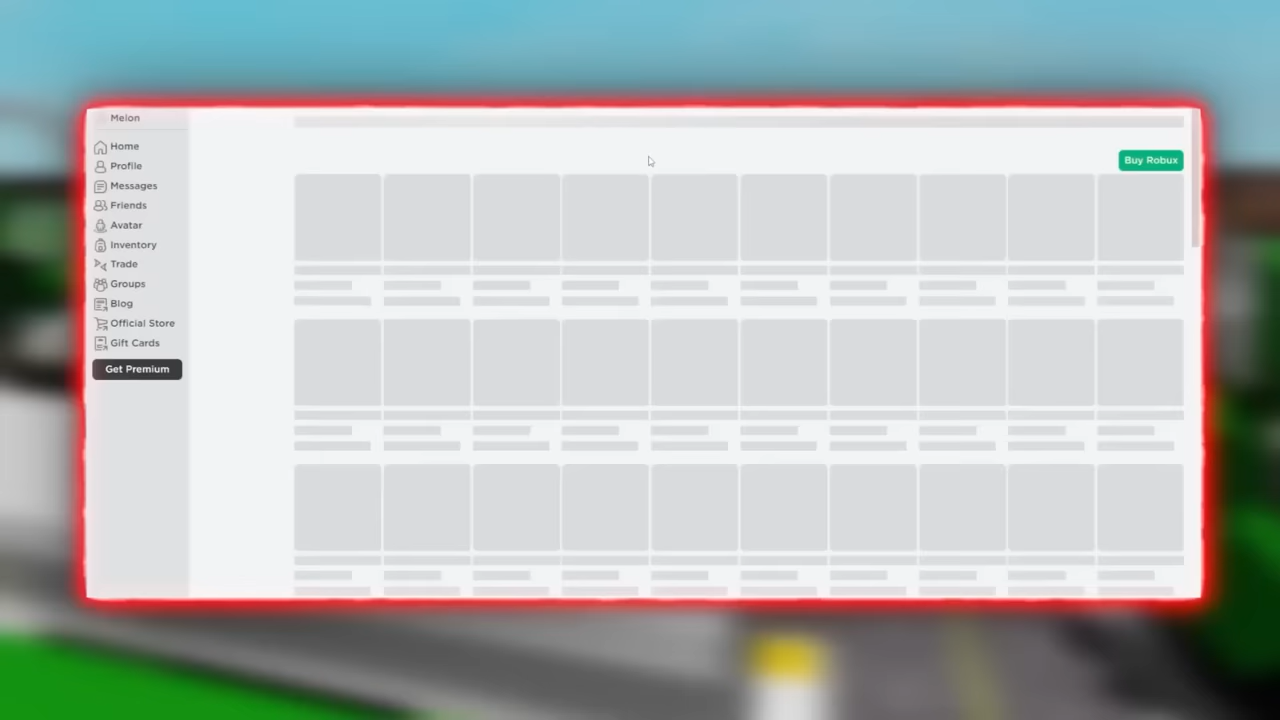 Melon
Home
Buy Robux
Profile
Messages
Friends
Avatar
Inventory
Trade
Groups
Blog
Official Store
Gift Cards
Get Premium